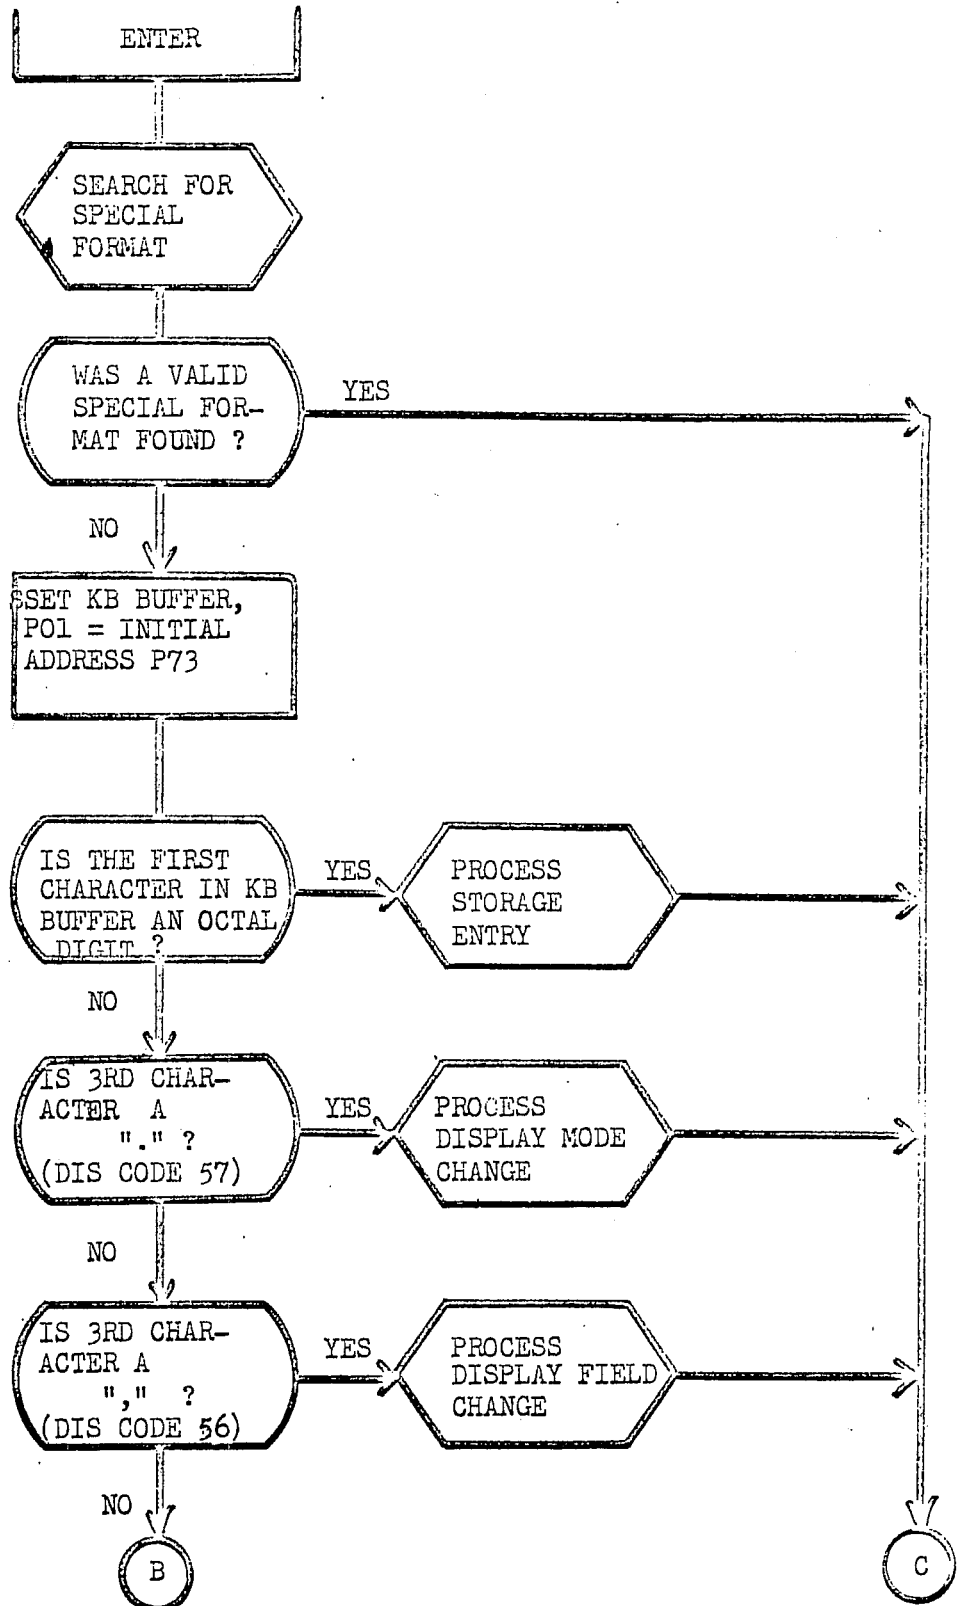 ENTER
SEARCH FOR
SPECIAL
FORMAT
WAS A VALID
SPECIAL FOR-
MAT FOUND ?
YES
NO
SET KB BUFFER,
P01 = INITIAL
ADDRESS P73
IS THE FIRST
CHARACTER IN KB
BUFFER AN OCTAL
DIGIT ?
YES
PROCESS
STORAGE
ENTRY
NO
IS 3RD CHAR-
ACTER A
"." ?
(DIS CODE 57)
YES
PROCESS
DISPLAY MODE
CHANGE
NO
IS 3RD CHAR-
ACTER A
"," ?
(DIS CODE 56)
YES
PROCESS
DISPLAY FIELD
CHANGE
NO
B
C